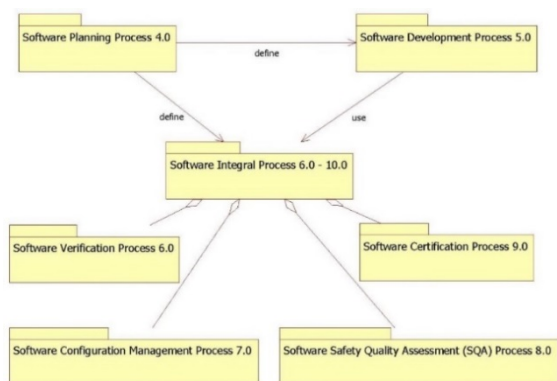 Software Planning Process 4.0
Software Development Process 5.0
define
define
use
Software Integral Process 6.0 - 10.0
Software Verification Process 6.0
Software Certification Process 9.0
Software Configuration Management Process 7.0
Software Safety Quality Assessment (SQA) Process 8.0